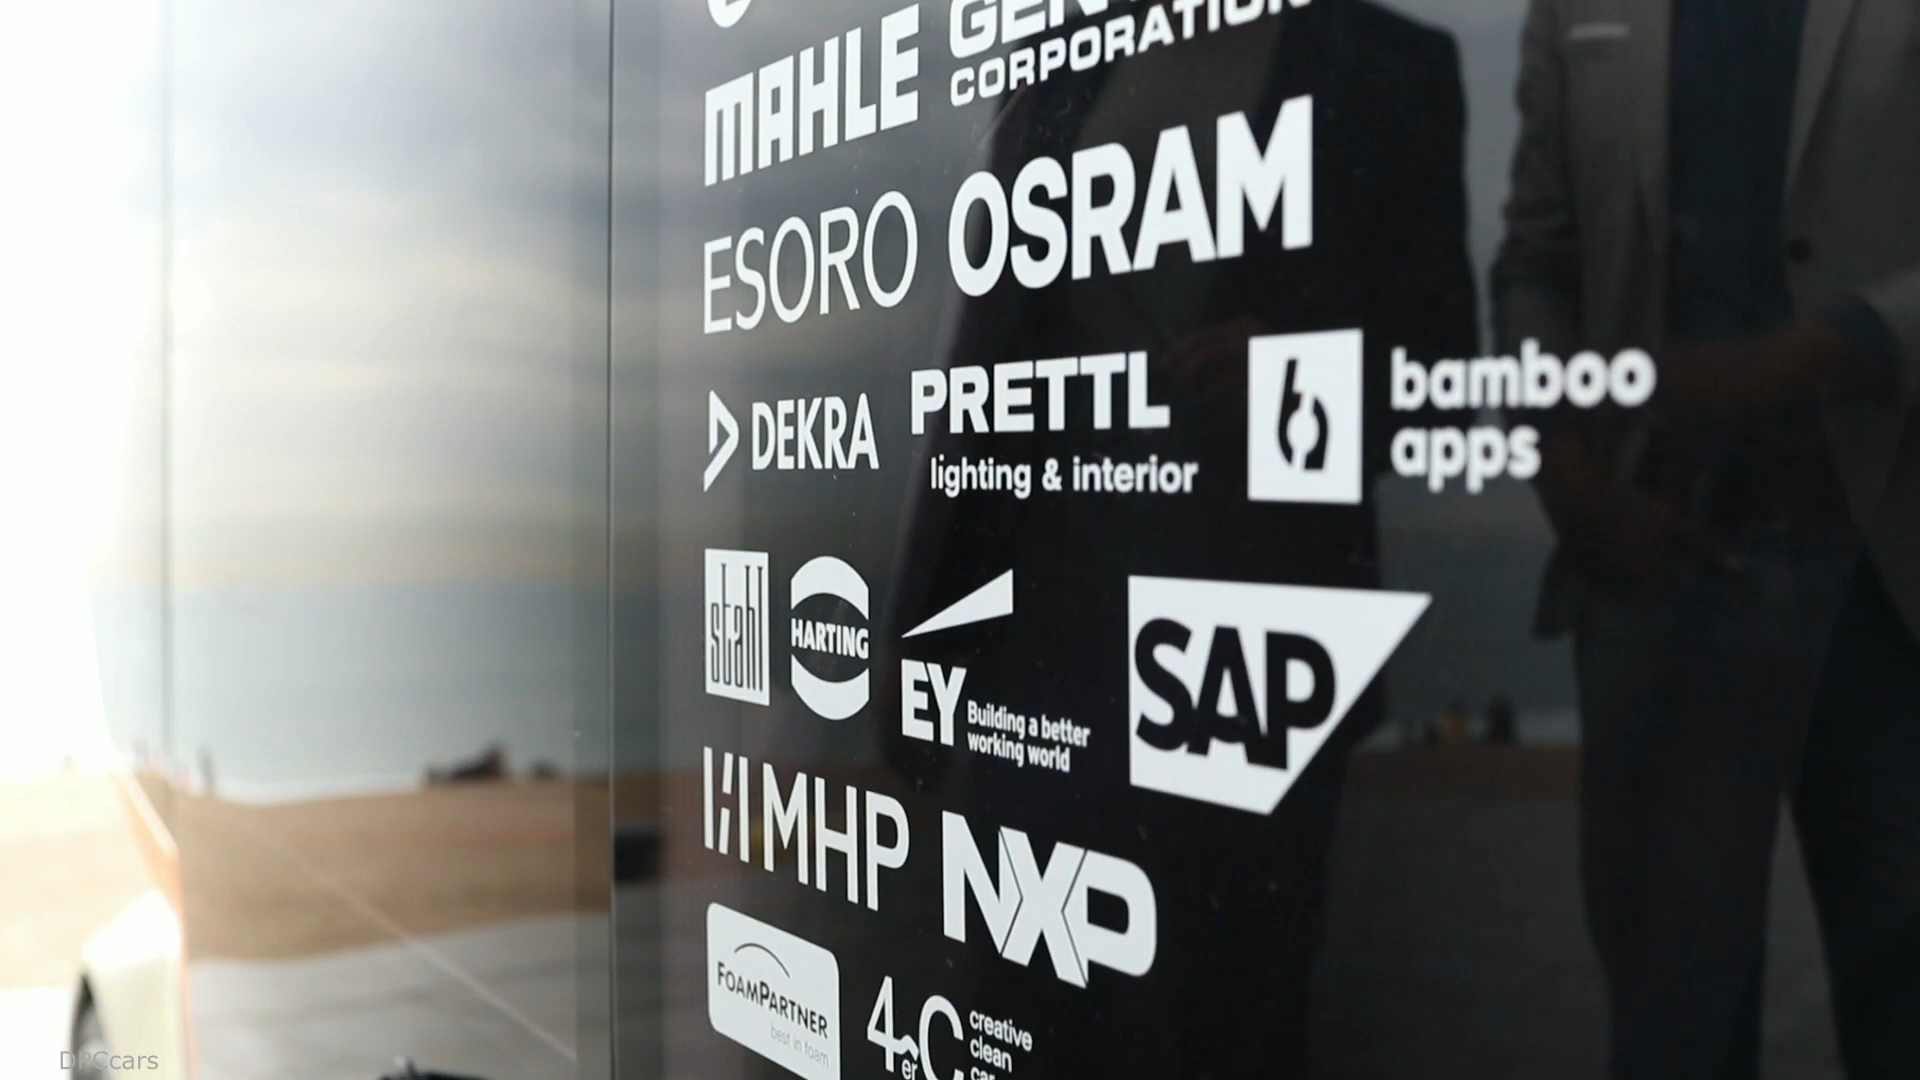 MAHLE
CORPORATION
ESORO OSRAM
DEKRA PRETTL
lighting & interior
bamboo
apps
stahl HARTING
EY Building a better
working world
SAP
MHP NXP
FOAMPARTNER
best in foam
4erC creative
clean
DPCcars